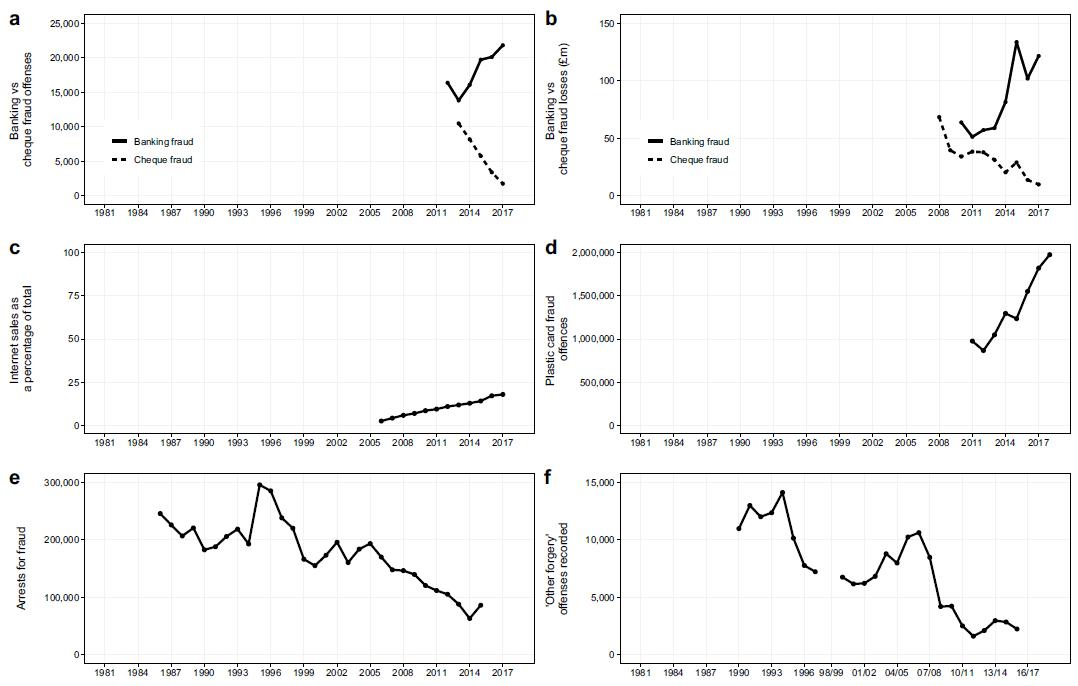 a
25,000
20,000
15,000
10,000
5,000
0
Banking vs
cheque fraud offenses
Banking fraud
Cheque fraud
1981 1984 1987 1990 1993 1996 1999 2002 2005 2008 2011 2014 2017
b
150
100
50
0
Banking vs
cheque fraud losses (£m)
Banking fraud
Cheque fraud
1981 1984 1987 1990 1993 1996 1999 2002 2005 2008 2011 2014 2017
c
100
75
50
25
0
Internet sales as
a percentage of total
1981 1984 1987 1990 1993 1996 1999 2002 2005 2008 2011 2014 2017
d
2,000,000
1,500,000
1,000,000
500,000
0
Plastic card fraud
offences
1981 1984 1987 1990 1993 1996 1999 2002 2005 2008 2011 2014 2017
e
300,000
200,000
100,000
0
Arrests for fraud
1981 1984 1987 1990 1993 1996 1999 2002 2005 2008 2011 2014 2017
f
15,000
10,000
5,000
0
'Other forgery'
offenses recorded
1981 1984 1987 1990 1993 1996 98/99 01/02 04/05 07/08 10/11 13/14 16/17